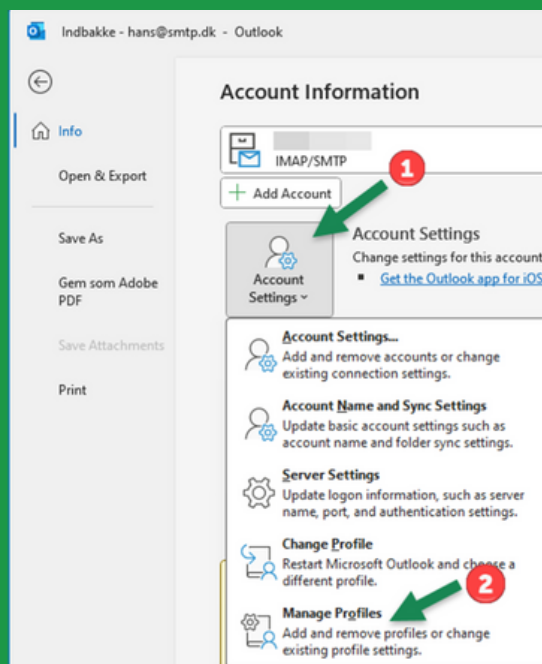 Indbakke - hans@smtp.dk - Outlook
Account Information
Info
IMAP/SMTP
1
Open & Export
Add Account
Save As
Account Settings
Change settings for this account
Get the Outlook app for iOS
Account
Settings
Gem som Adobe
PDF
Save Attachments
Print
Account Settings...
Add and remove accounts or change
existing connection settings.
Account Name and Sync Settings
Update basic account settings such as
account name and folder sync settings.
Server Settings
Update logon information, such as server
name, port, and authentication settings.
Change Profile
Restart Microsoft Outlook and choose a
different profile.
2
Manage Profiles
Add and remove profiles or change
existing profile settings.